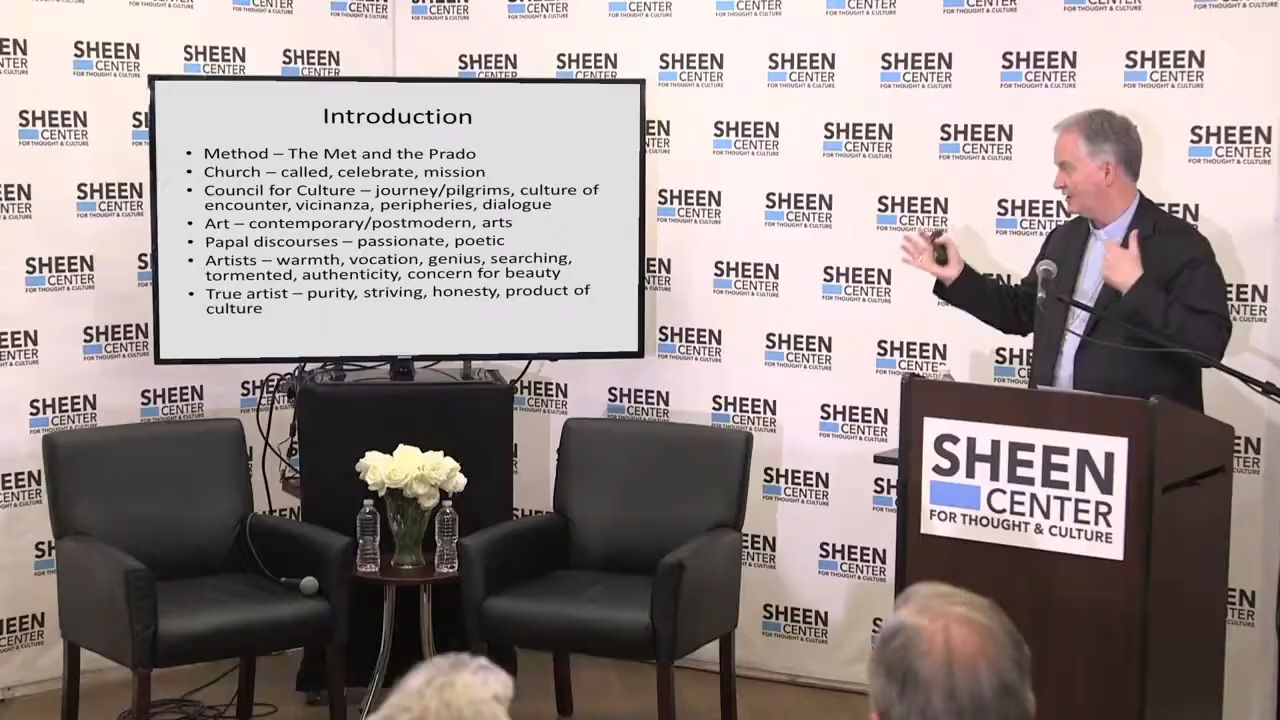 Introduction
• Method – The Met and the Prado
• Church – called, celebrate, mission
• Council for Culture – journey/pilgrims, culture of
encounter, vicinanza, peripheries, dialogue
• Art – contemporary/postmodern, arts
• Papal discourses – passionate, poetic
• Artists – warmth, vocation, genius, searching,
tormented, authenticity, concern for beauty
• True artist – purity, striving, honesty, product of
culture
SHEEN
CENTER
FOR THOUGHT & CULTURE